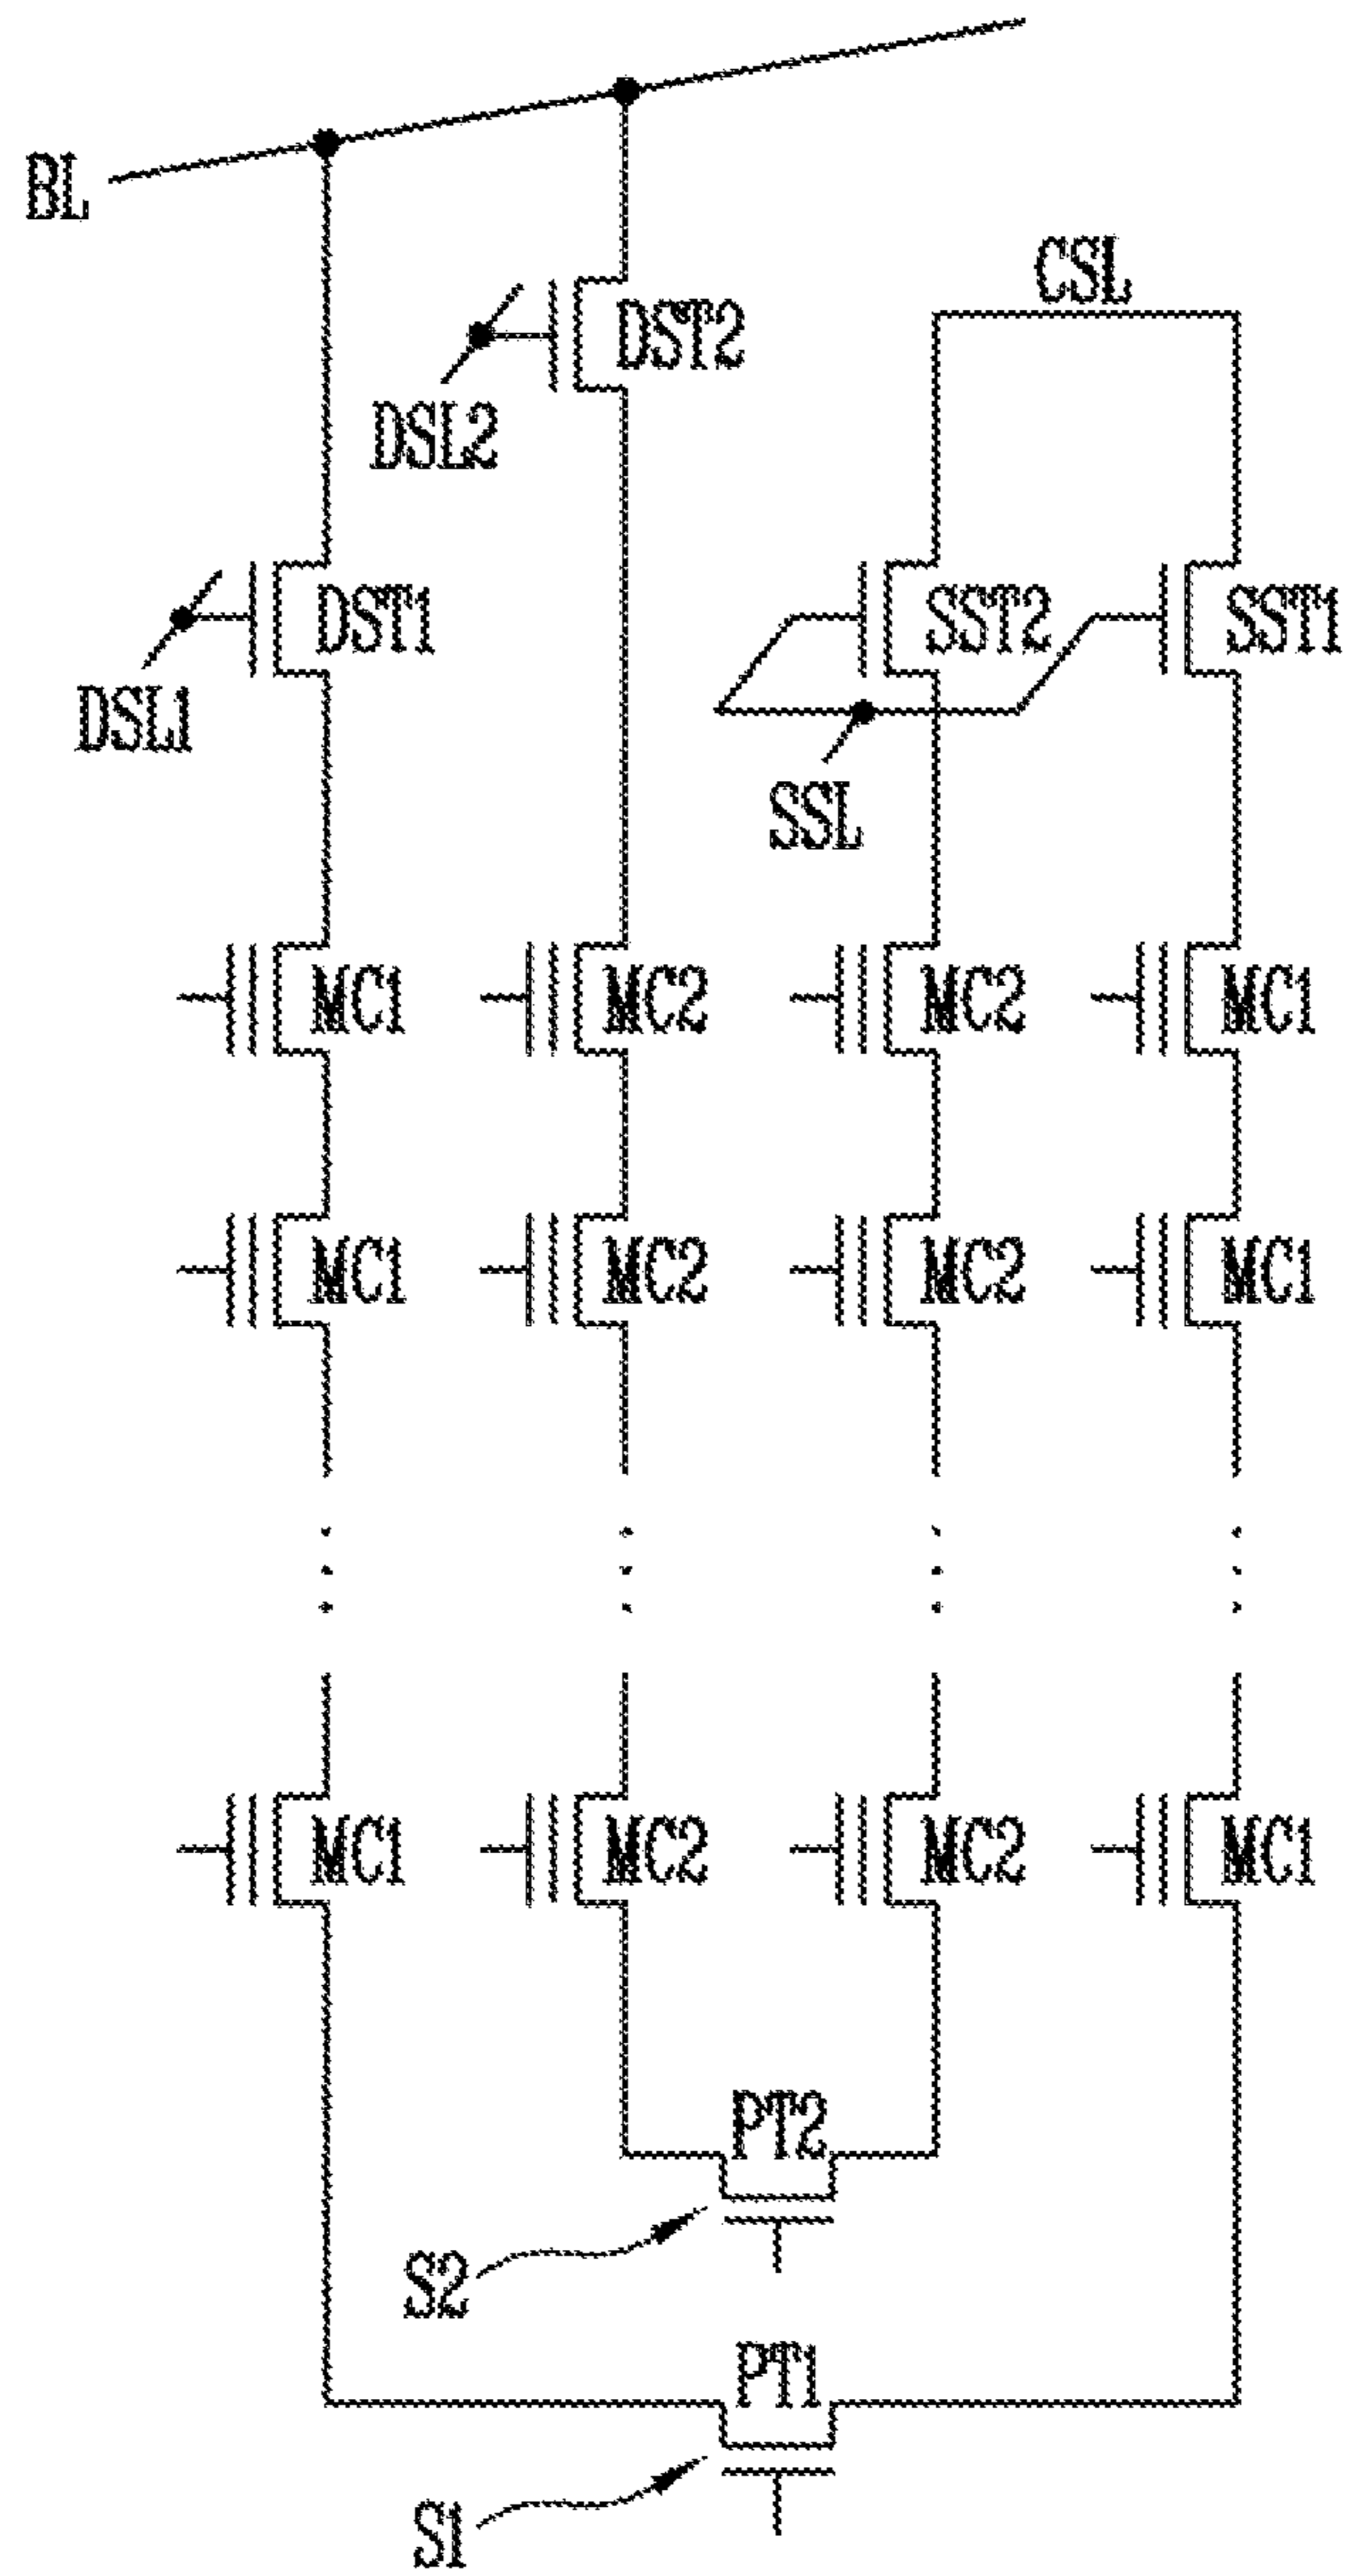 BL
CSL
DST2
DSL2
DST1
SST2
SST1
DSL1
SSL
MC1 MC2 MC2 MC1
MC1 MC2 MC2 MC1
MC1 MC2 MC2 MC1
PT2
S2
PT1
S1